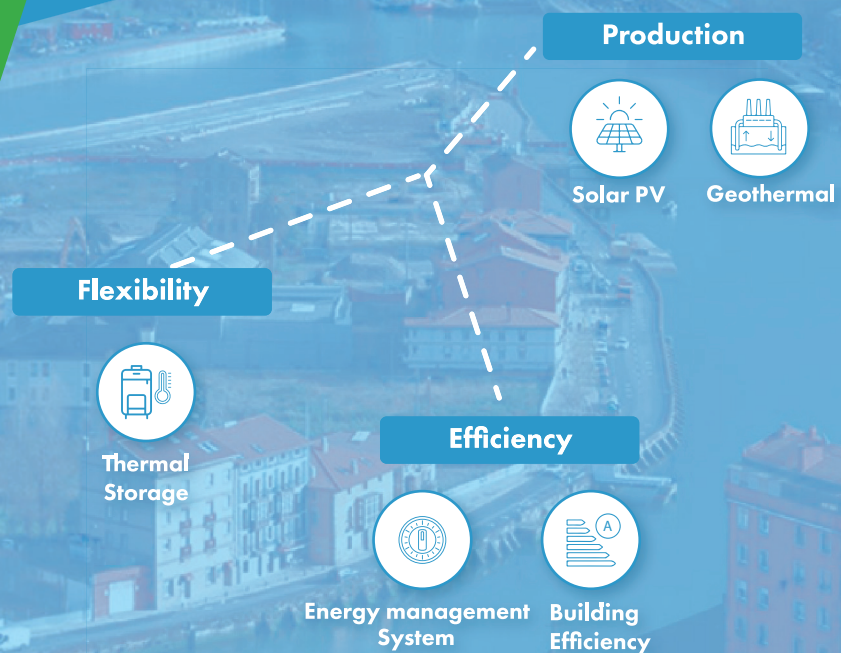 Production
Solar PV
Geothermal
Flexibility
Thermal
Storage
Efficiency
A
Energy management
System
Building
Efficiency